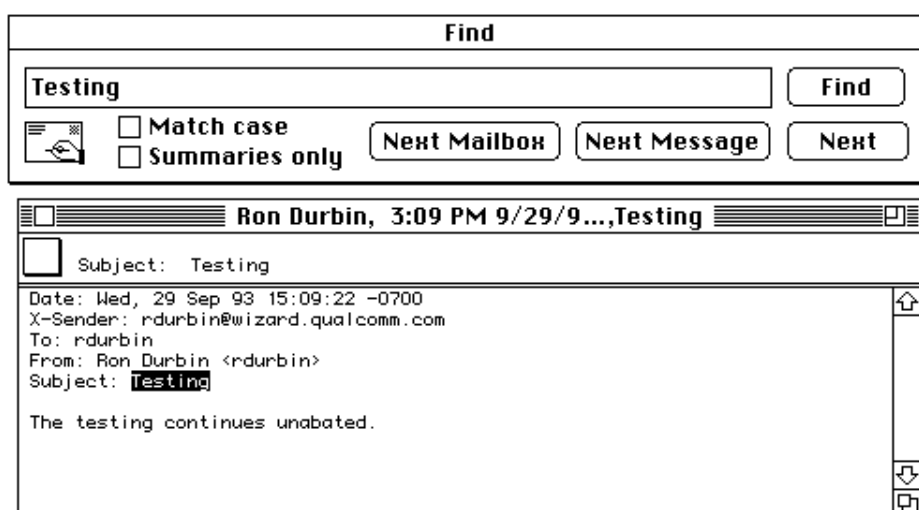 Find
Testing
Find
Match case
Summaries only
Next Mailbox
Next Message
Next
Ron Durbin, 3:09 PM 9/29/9...,Testing
Subject: Testing
Date: Wed, 29 Sep 93 15:09:22 -0700
X-Sender: rdurbin@wizard.qualcomm.com
To: rdurbin
From: Ron Durbin <rdurbin>
Subject: Testing
The testing continues unabated.